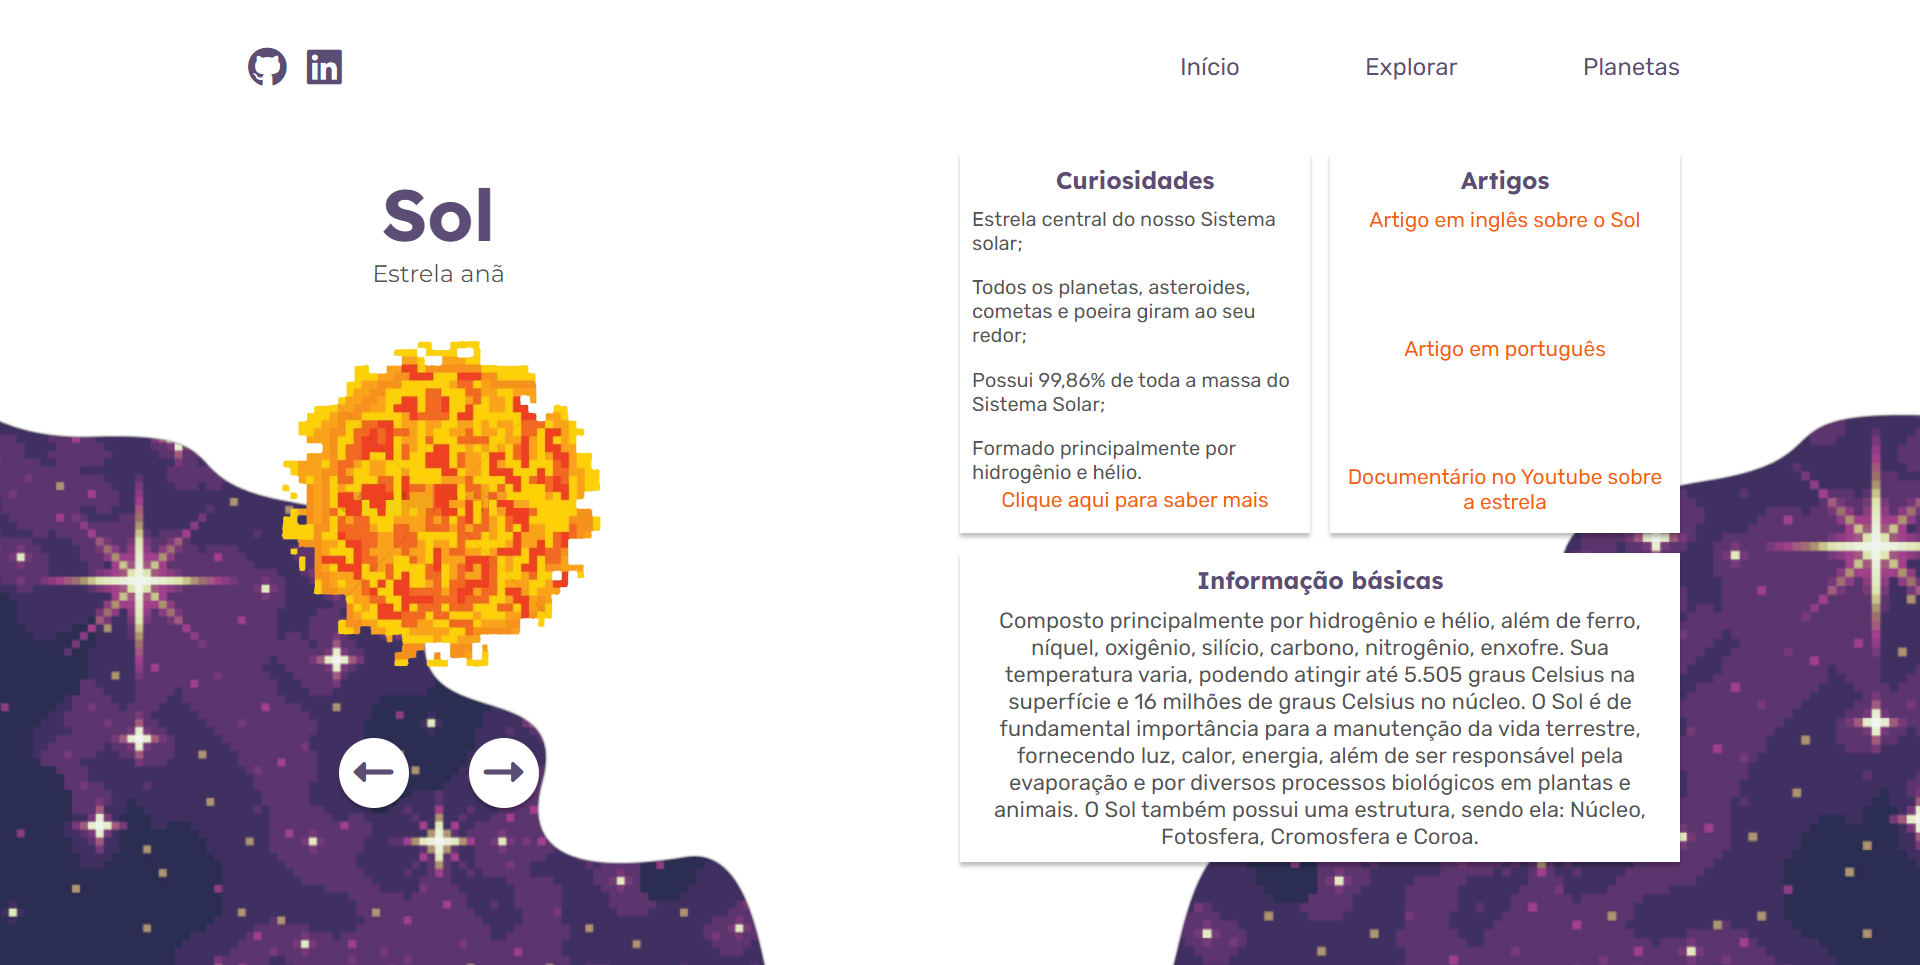 Início
Explorar
Planetas
Sol
Estrela anã
Curiosidades
Estrela central do nosso Sistema
solar;
Todos os planetas, asteroides,
cometas e poeira giram ao seu
redor;
Possui 99,86% de toda a massa do
Sistema Solar;
Formado principalmente por
hidrogênio e hélio.
Clique aqui para saber mais
Artigos
Artigo em inglês sobre o Sol
Artigo em português
Documentário no Youtube sobre
a estrela
Informação básicas
Composto principalmente por hidrogênio e hélio, além de ferro,
níquel, oxigênio, silício, carbono, nitrogênio, enxofre. Sua
temperatura varia, podendo atingir até 5.505 graus Celsius na
superfície e 16 milhões de graus Celsius no núcleo. O Sol é de
fundamental importância para a manutenção da vida terrestre,
fornecendo luz, calor, energia, além de ser responsável pela
evaporação e por diversos processos biológicos em plantas e
animais. O Sol também possui uma estrutura, sendo ela: Núcleo,
Fotosfera, Cromosfera e Coroa.